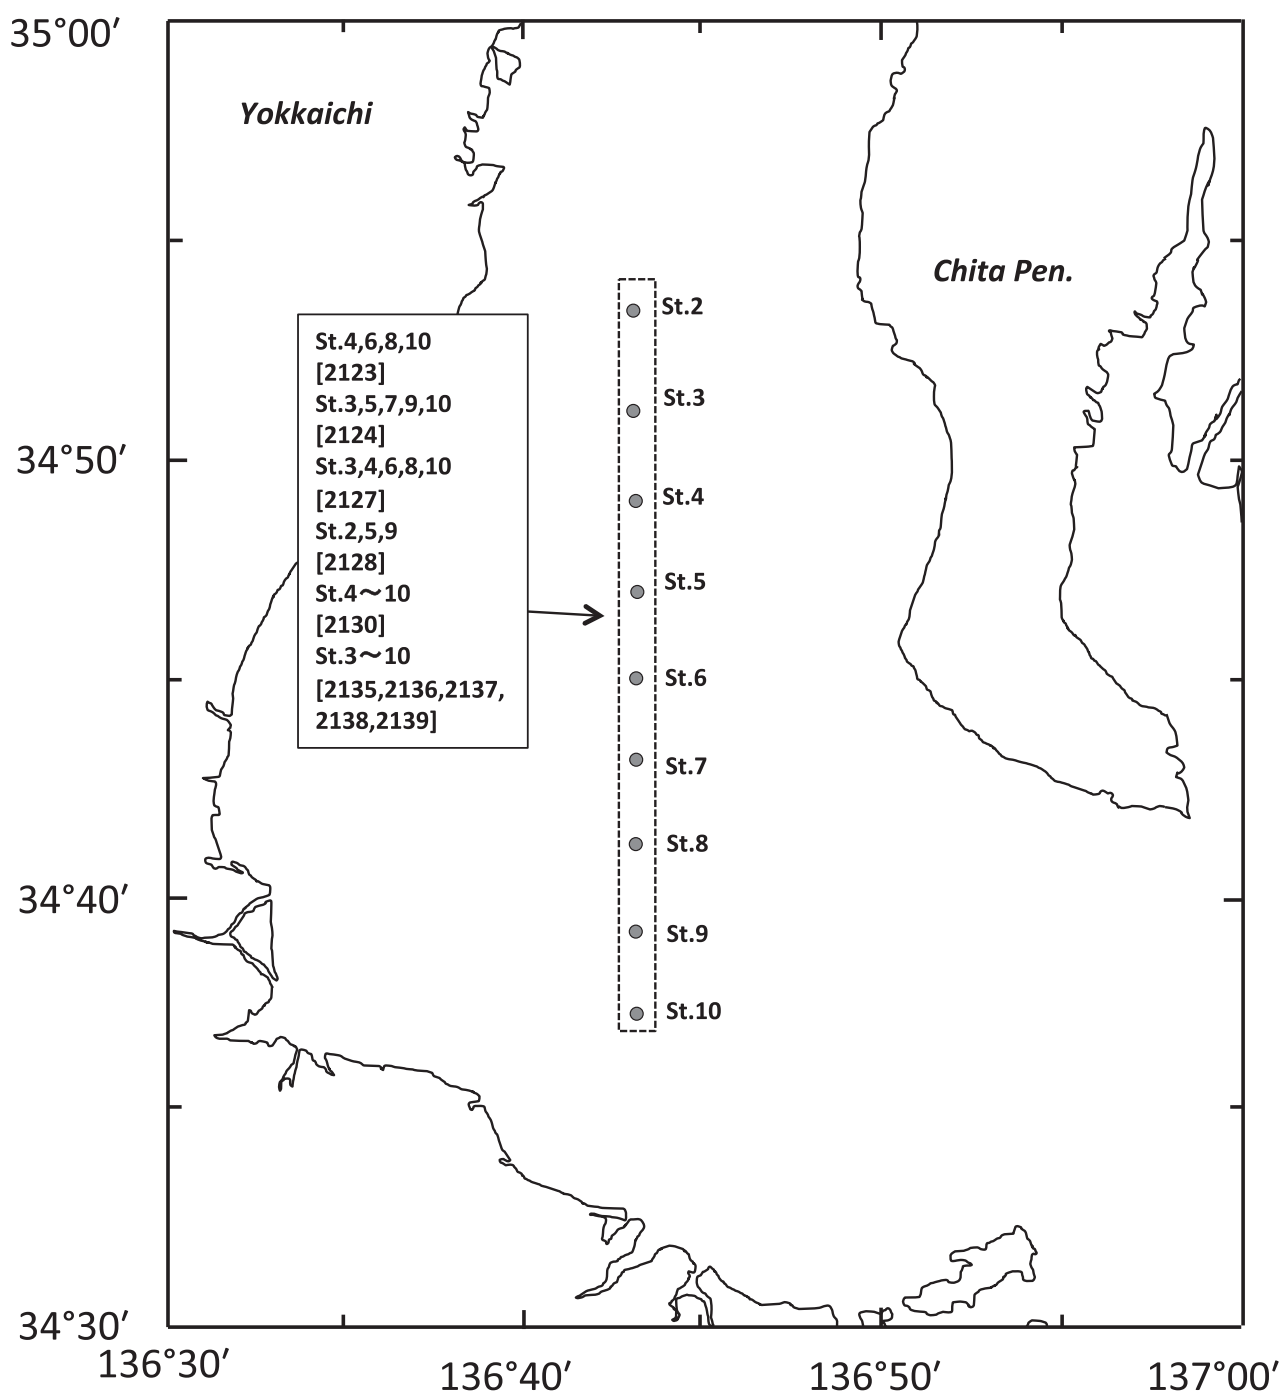 35°00′
Yokkaichi
Chita Pen.
St.2
St.4,6,8,10
[2123]
St.3,5,7,9,10
[2124]
St.3,4,6,8,10
[2127]
St.2,5,9
[2128]
St.4〜10
[2130]
St.3〜10
[2135,2136,2137,
2138,2139]
St.3
34°50′
St.4
St.5
St.6
St.7
St.8
34°40′
St.9
St.10
34°30′
136°30′
136°40′
136°50′
137°00′